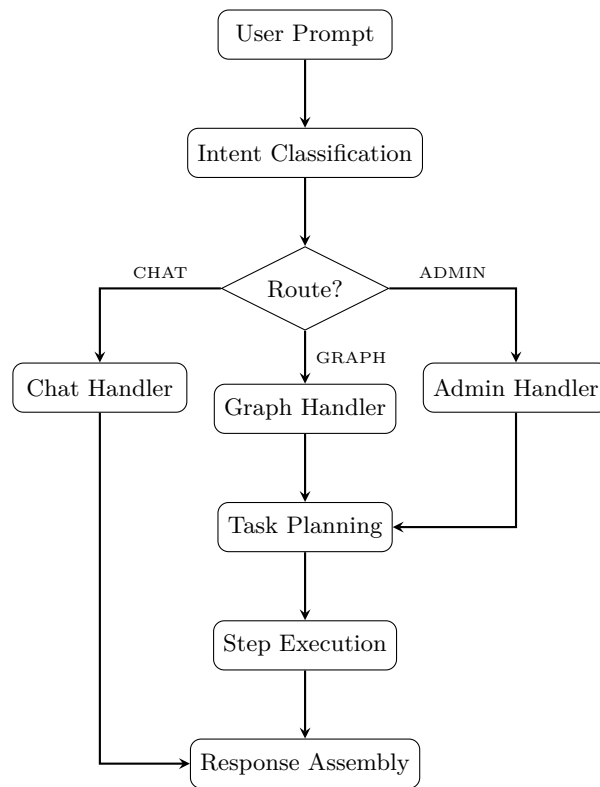 User Prompt
Intent Classification
CHAT
Route?
ADMIN
GRAPH
Chat Handler
Graph Handler
Admin Handler
Task Planning
Step Execution
Response Assembly